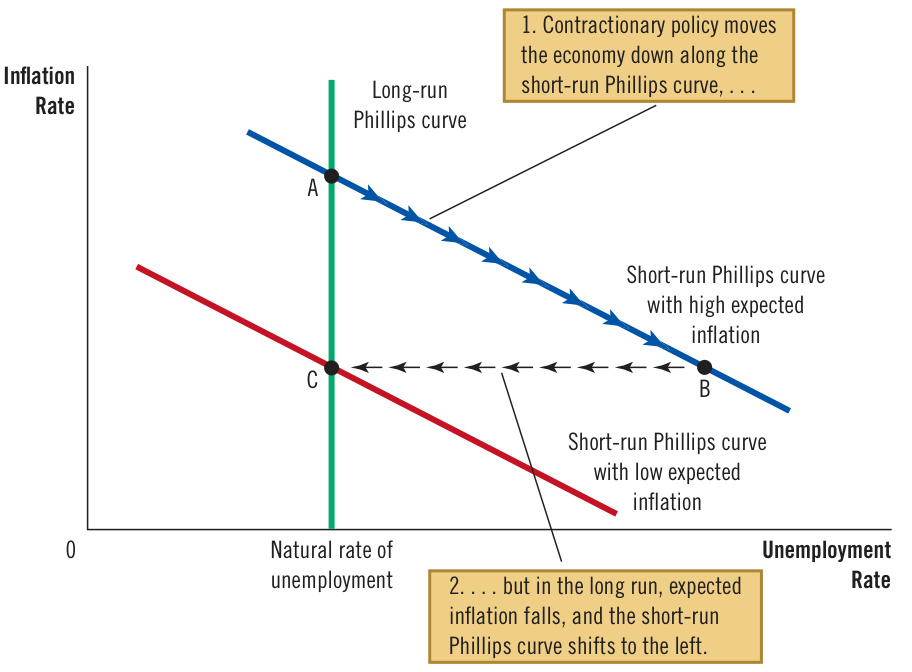 1. Contractionary policy moves
the economy down along the
short-run Phillips curve, . . .
Inflation
Rate
Long-run
Phillips curve
A
Short-run Phillips curve
with high expected
inflation
C
B
Short-run Phillips curve
with low expected
inflation
0
Natural rate of
unemployment
Unemployment
Rate
2. . . . but in the long run, expected
inflation falls, and the short-run
Phillips curve shifts to the left.